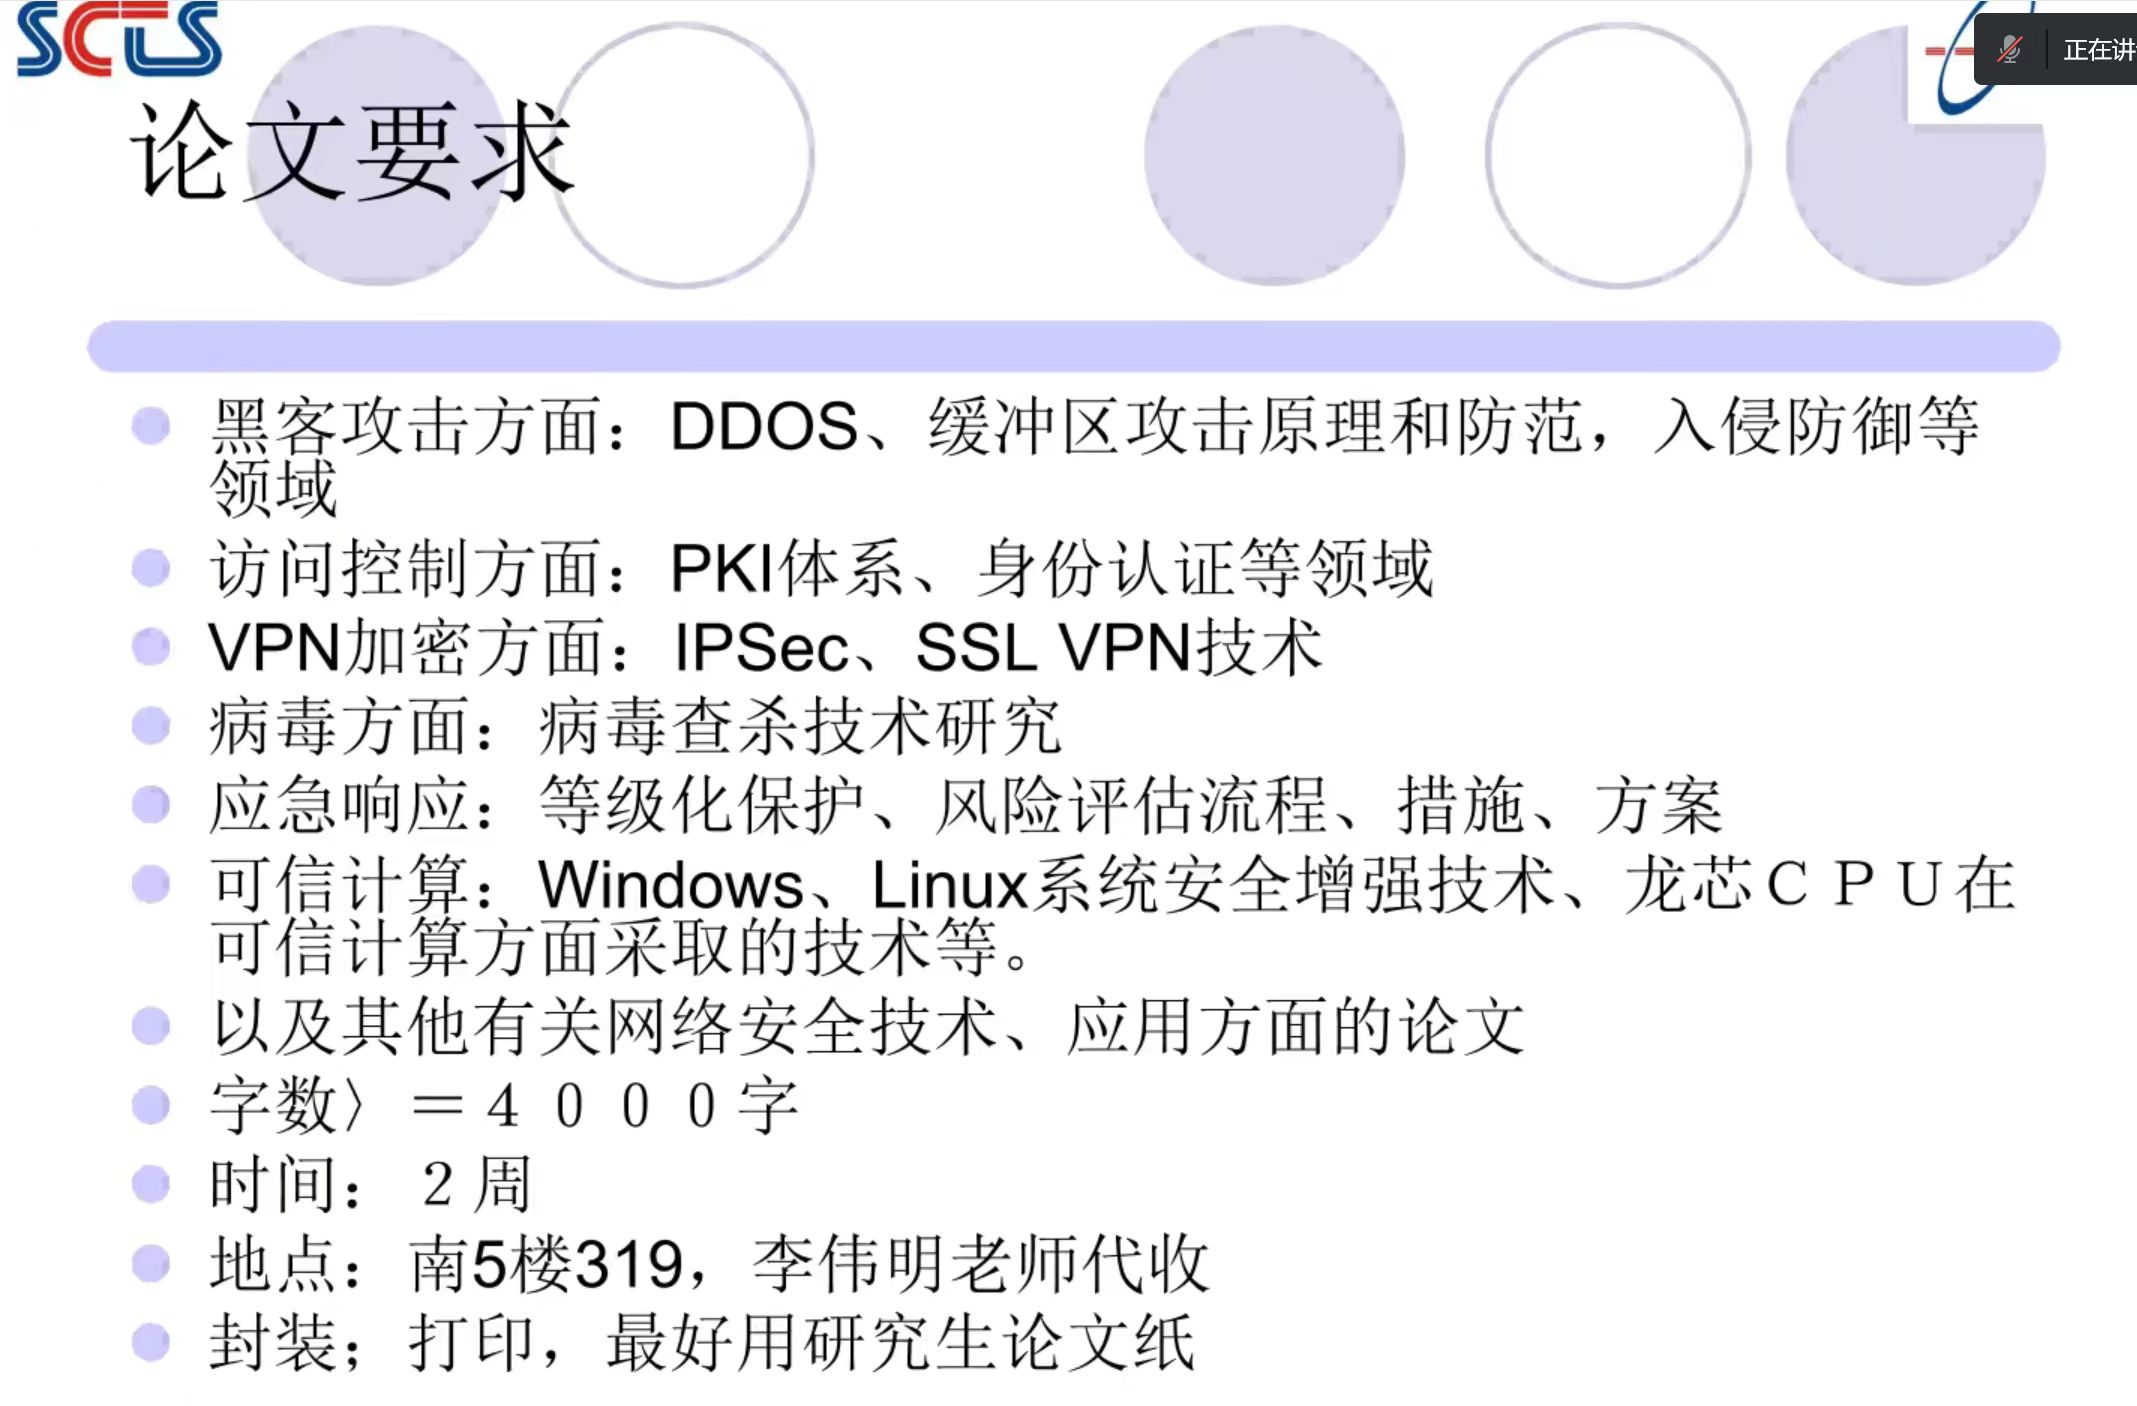 SCTS
正在讲
论文要求
黑客攻击方面：DDOS、缓冲区攻击原理和防范，入侵防御等
领域
访问控制方面：PKI体系、身份认证等领域
VPN加密方面：IPSec、SSL VPN技术
病毒方面：病毒查杀技术研究
应急响应：等级化保护、风险评估流程、措施、方案
可信计算：Windows、Linux系统安全增强技术、龙芯ＣＰＵ在
可信计算方面采取的技术等。
以及其他有关网络安全技术、应用方面的论文
字数〉＝４０００字
时间：２周
地点：南5楼319，李伟明老师代收
封装；打印，最好用研究生论文纸